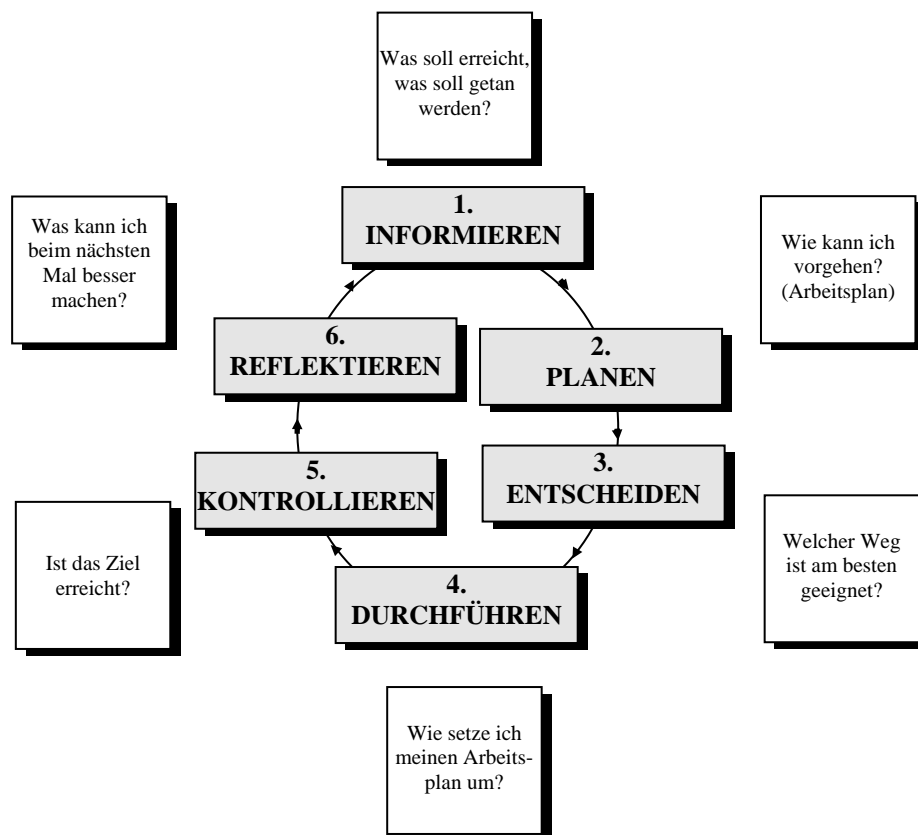 Was soll erreicht,
was soll getan
werden?
1.
INFORMIEREN
Was kann ich
beim nächsten
Mal besser
machen?
Wie kann ich
vorgehen?
(Arbeitsplan)
6.
REFLEKTIEREN
2.
PLANEN
5.
KONTROLLIEREN
3.
ENTSCHEIDEN
Ist das Ziel
erreicht?
Welcher Weg
ist am besten
geeignet?
4.
DURCHFÜHREN
Wie setze ich
meinen Arbeits-
plan um?